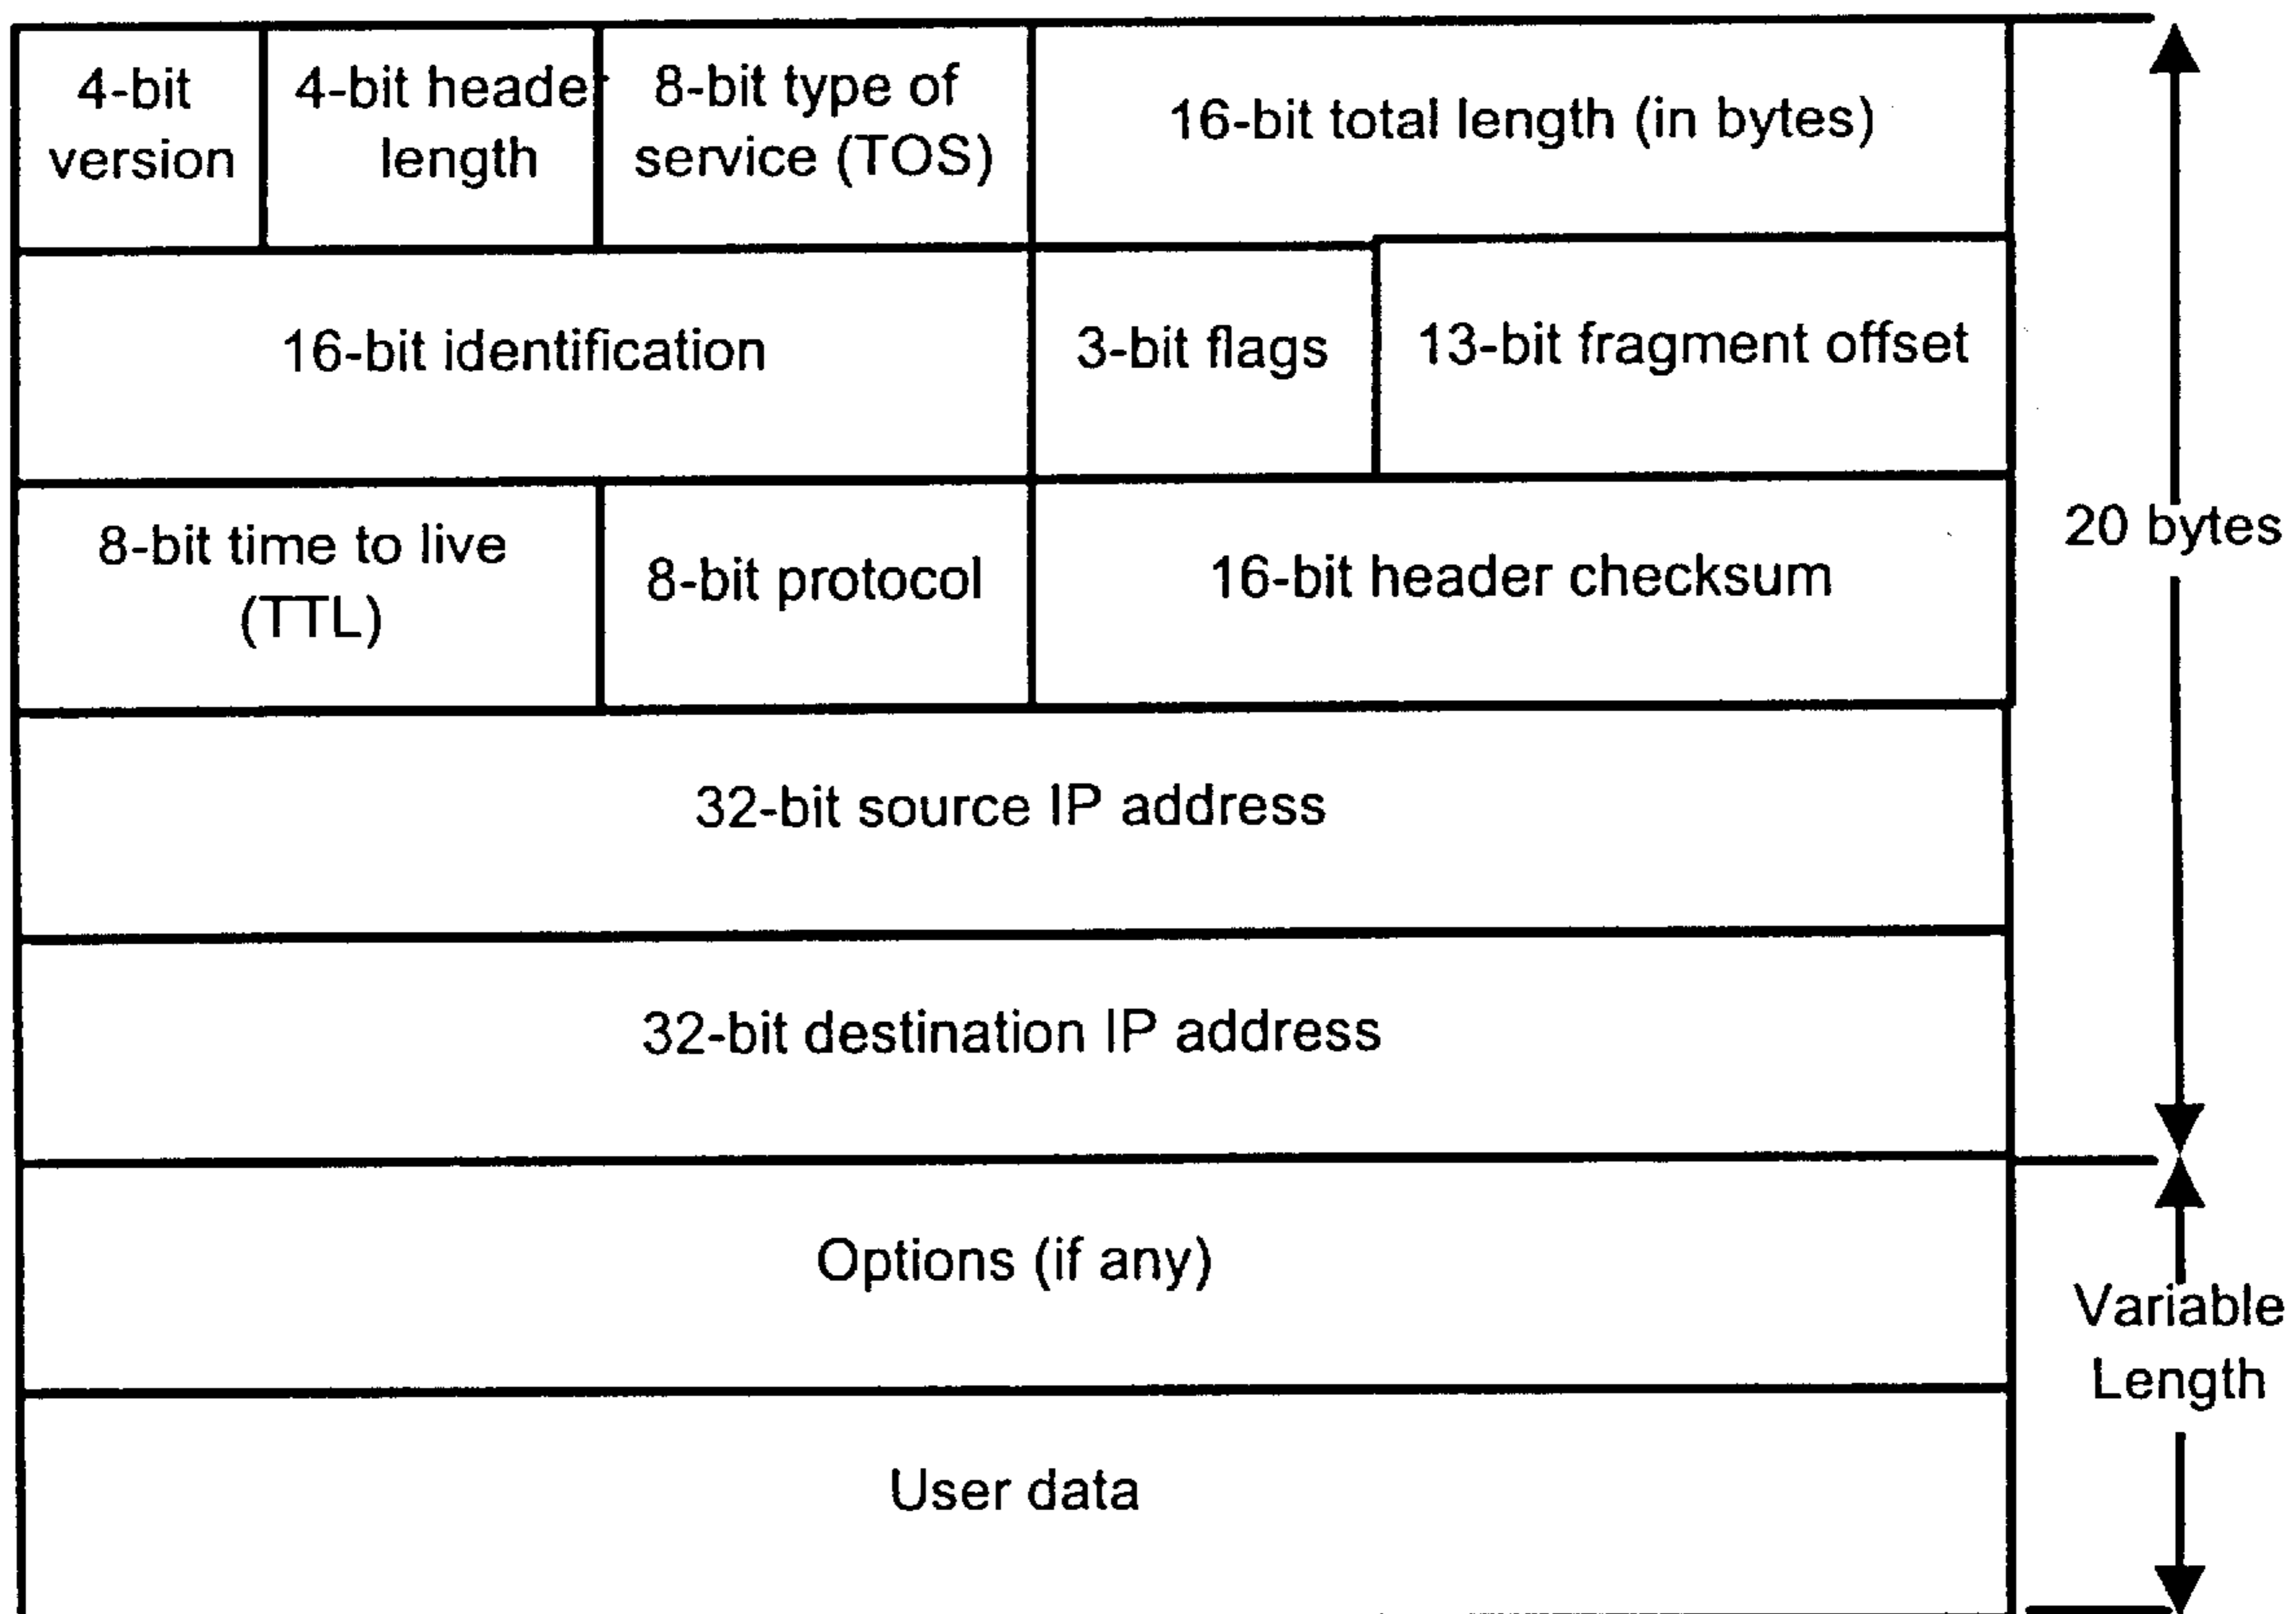 4-bit
version
4-bit header
length
8-bit type of
service (TOS)
16-bit total length (in bytes)
16-bit identification
3-bit flags
13-bit fragment offset
8-bit time to live
(TTL)
8-bit protocol
16-bit header checksum
20 bytes
32-bit source IP address
32-bit destination IP address
Options (if any)
Variable
Length
User data